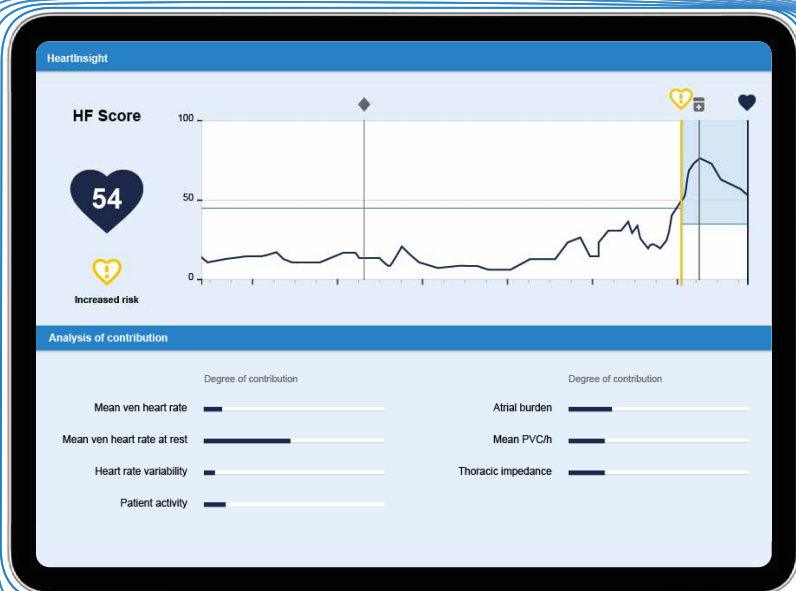 HeartInsight
HF Score
100
50
0
54
Increased risk
Analysis of contribution
Degree of contribution
Mean ven heart rate
Mean ven heart rate at rest
Heart rate variability
Patient activity
Degree of contribution
Atrial burden
Mean PVC/h
Thoracic impedance